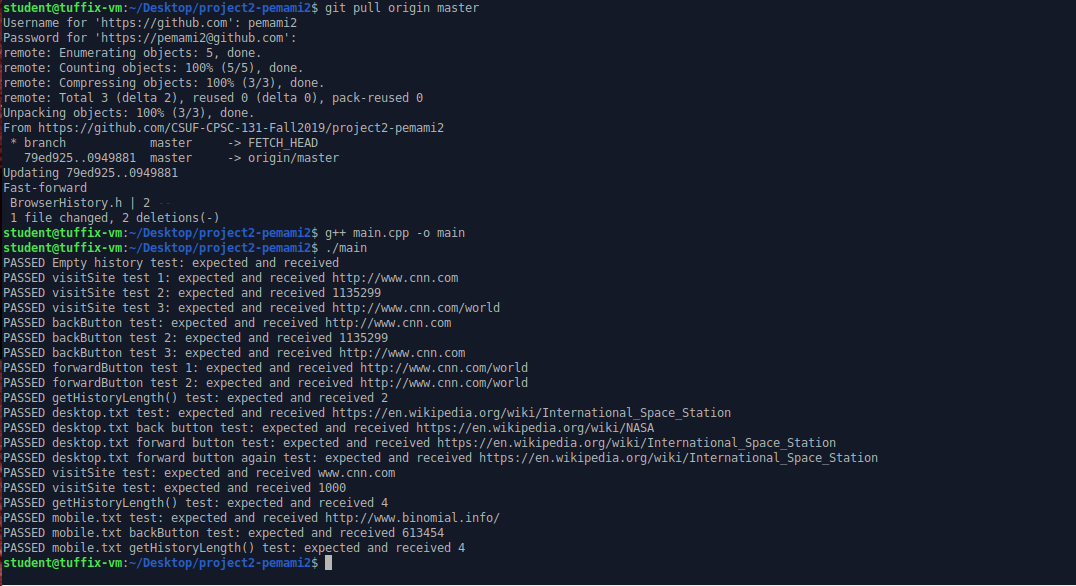 student@tuffix-vm:~/Desktop/project2-pemami2$ git pull origin master
Username for 'https://github.com': pemami2
Password for 'https://pemami2@github.com':
remote: Enumerating objects: 5, done.
remote: Counting objects: 100% (5/5), done.
remote: Compressing objects: 100% (3/3), done.
remote: Total 3 (delta 2), reused 0 (delta 0), pack-reused 0
Unpacking objects: 100% (3/3), done.
From https://github.com/CSUF-CPSC-131-Fall2019/project2-pemami2
 * branch            master     -> FETCH_HEAD
   79ed925..0949881  master     -> origin/master
Updating 79ed925..0949881
Fast-forward
 BrowserHistory.h | 2 --
 1 file changed, 2 deletions(-)
student@tuffix-vm:~/Desktop/project2-pemami2$ g++ main.cpp -o main
student@tuffix-vm:~/Desktop/project2-pemami2$ ./main
PASSED Empty history test: expected and received
PASSED visitSite test 1: expected and received http://www.cnn.com
PASSED visitSite test 2: expected and received 1135299
PASSED visitSite test 3: expected and received http://www.cnn.com/world
PASSED backButton test: expected and received http://www.cnn.com
PASSED backButton test 2: expected and received 1135299
PASSED backButton test 3: expected and received http://www.cnn.com
PASSED forwardButton test 1: expected and received http://www.cnn.com/world
PASSED forwardButton test 2: expected and received http://www.cnn.com/world
PASSED getHistoryLength() test: expected and received 2
PASSED desktop.txt test: expected and received https://en.wikipedia.org/wiki/International_Space_Station
PASSED desktop.txt back button test: expected and received https://en.wikipedia.org/wiki/NASA
PASSED desktop.txt forward button test: expected and received https://en.wikipedia.org/wiki/International_Space_Station
PASSED desktop.txt forward button again test: expected and received https://en.wikipedia.org/wiki/International_Space_Station
PASSED visitSite test: expected and received www.cnn.com
PASSED visitSite test: expected and received 1000
PASSED getHistoryLength() test: expected and received 4
PASSED mobile.txt test: expected and received http://www.binomial.info/
PASSED mobile.txt backButton test: expected and received 613454
PASSED mobile.txt getHistoryLength() test: expected and received 4
student@tuffix-vm:~/Desktop/project2-pemami2$